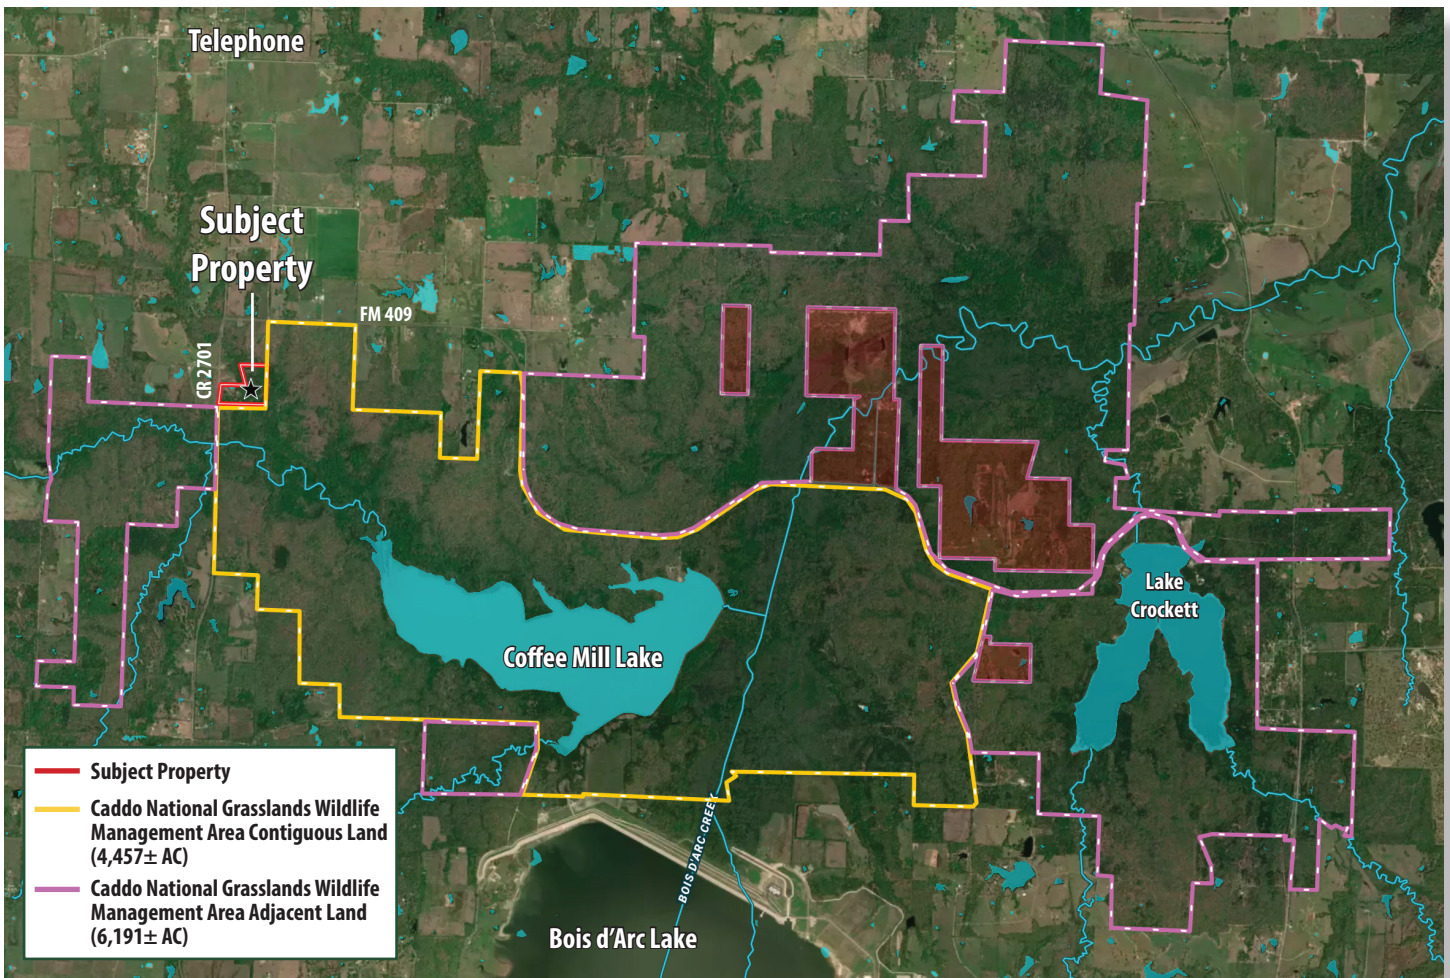 Telephone
Subject
Property
FM 409
CR 2701
Lake
Crockett
Coffee Mill Lake
BOIS D'ARC CREEK
Bois d'Arc Lake
Subject Property
Caddo National Grasslands Wildlife
Management Area Contiguous Land
(4,457± AC)
Caddo National Grasslands Wildlife
Management Area Adjacent Land
(6,191± AC)